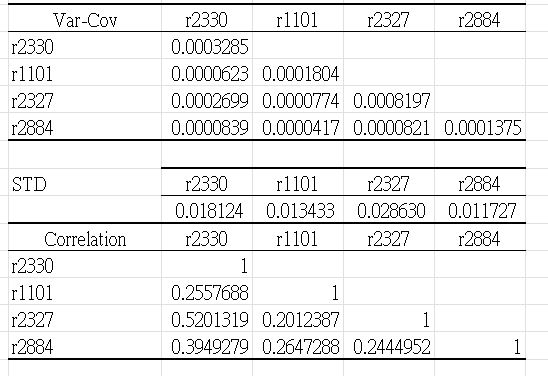 Var-Cov r2330 r1101 r2327 r2884
r2330 0.0003285
r1101 0.0000623 0.0001804
r2327 0.0002699 0.0000774 0.0008197
r2884 0.0000839 0.0000417 0.0000821 0.0001375
STD r2330 r1101 r2327 r2884
0.018124 0.013433 0.028630 0.011727
Correlation r2330 r1101 r2327 r2884
r2330 1
r1101 0.2557688 1
r2327 0.5201319 0.2012387 1
r2884 0.3949279 0.2647288 0.2444952 1